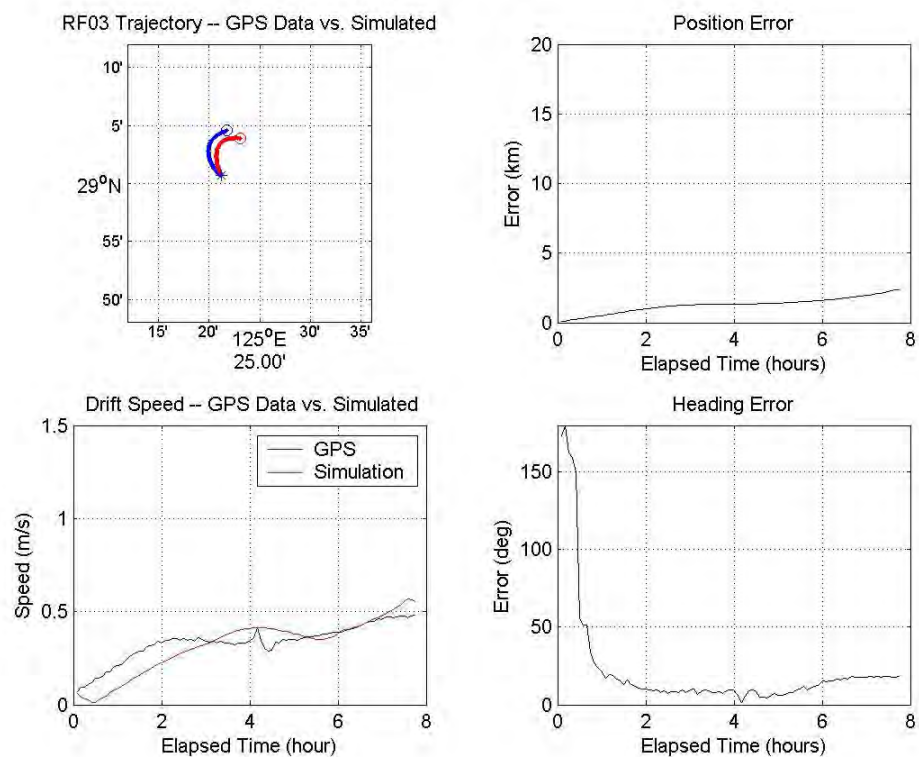 RF03 Trajectory -- GPS Data vs. Simulated
10'
5'
29°N
55'
50'
15'
20'
125°E
25.00'
30'
35'
Position Error
20
15
10
5
0
Error (km)
0
2
4
6
8
Elapsed Time (hours)
Drift Speed -- GPS Data vs. Simulated
1.5
1
0.5
0
Speed (m/s)
GPS
Simulation
0
2
4
6
8
Elapsed Time (hour)
Heading Error
150
100
50
0
Error (deg)
0
2
4
6
8
Elapsed Time (hours)